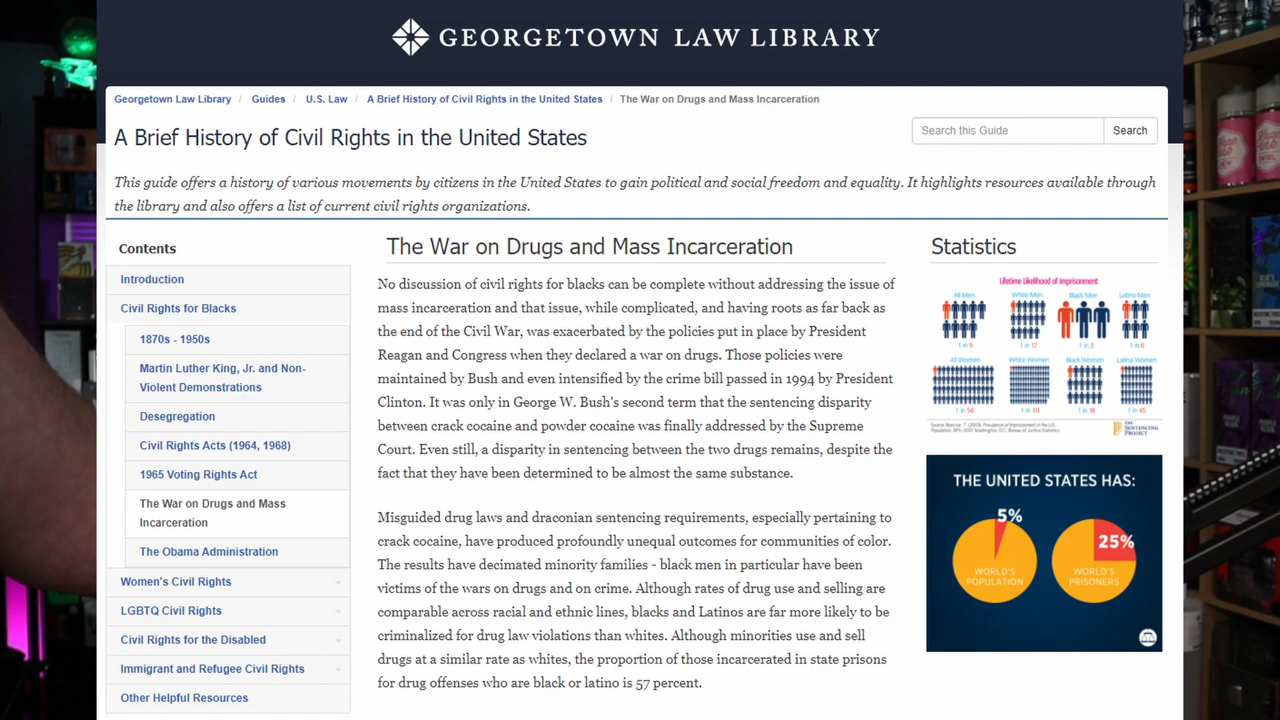 GEORGETOWN LAW LIBRARY
Georgetown Law Library / Guides / U.S. Law / A Brief History of Civil Rights in the United States / The War on Drugs and Mass Incarceration
A Brief History of Civil Rights in the United States
Search this Guide
Search
This guide offers a history of various movements by citizens in the United States to gain political and social freedom and equality. It highlights resources available through
the library and also offers a list of current civil rights organizations.
Contents
Introduction
Civil Rights for Blacks
1870s - 1950s
Martin Luther King, Jr. and Non-
Violent Demonstrations
Desegregation
Civil Rights Acts (1964, 1968)
1965 Voting Rights Act
The War on Drugs and Mass
Incarceration
The Obama Administration
Women's Civil Rights
LGBTQ Civil Rights
Civil Rights for the Disabled
Immigrant and Refugee Civil Rights
Other Helpful Resources
The War on Drugs and Mass Incarceration
No discussion of civil rights for blacks can be complete without addressing the issue of
mass incarceration and that issue, while complicated, and having roots as far back as
the end of the Civil War, was exacerbated by the policies put in place by President
Reagan and Congress when they declared a war on drugs. Those policies were
maintained by Bush and even intensified by the crime bill passed in 1994 by President
Clinton. It was only in George W. Bush's second term that the sentencing disparity
between crack cocaine and powder cocaine was finally addressed by the Supreme
Court. Even still, a disparity in sentencing between the two drugs remains, despite the
fact that they have been determined to be almost the same substance.
Misguided drug laws and draconian sentencing requirements, especially pertaining to
crack cocaine, have produced profoundly unequal outcomes for communities of color.
The results have decimated minority families - black men in particular have been
victims of the wars on drugs and on crime. Although rates of drug use and selling are
comparable across racial and ethnic lines, blacks and Latinos are far more likely to be
criminalized for drug law violations than whites. Although minorities use and sell
drugs at a similar rate as whites, the proportion of those incarcerated in state prisons
for drug offenses who are black or latino is 57 percent.
Statistics
Lifetime Likelihood of Imprisonment
All Men
White Men
Black Men
Latino Men
1 in 9
1 in 17
1 in 3
1 in 6
All Women
White Women
Black Women
Latina Women
1 in 56
1 in 111
1 in 18
1 in 45
THE SENTENCING
PROJECT
THE UNITED STATES HAS:
5%
WORLD'S
POPULATION
25%
WORLD'S
PRISONERS